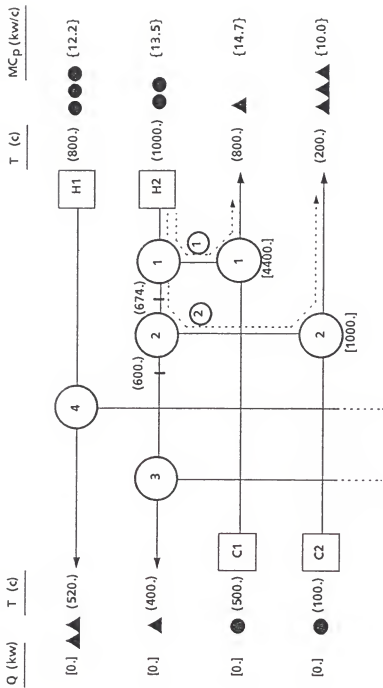 Q (kw) T (c) T (c) MCp (kw/c)
[0.] (520.) 4 H1 (800.) {12.2}
(600.) (674.)
[0.] (400.) 3 2 1 H2 (1000.) {13.5}
2 1
[0.] (500.) C1 1 (800.) {14.7}
[4400.]
[0.] (100.) C2 2 (200.) {10.0}
[1000.]